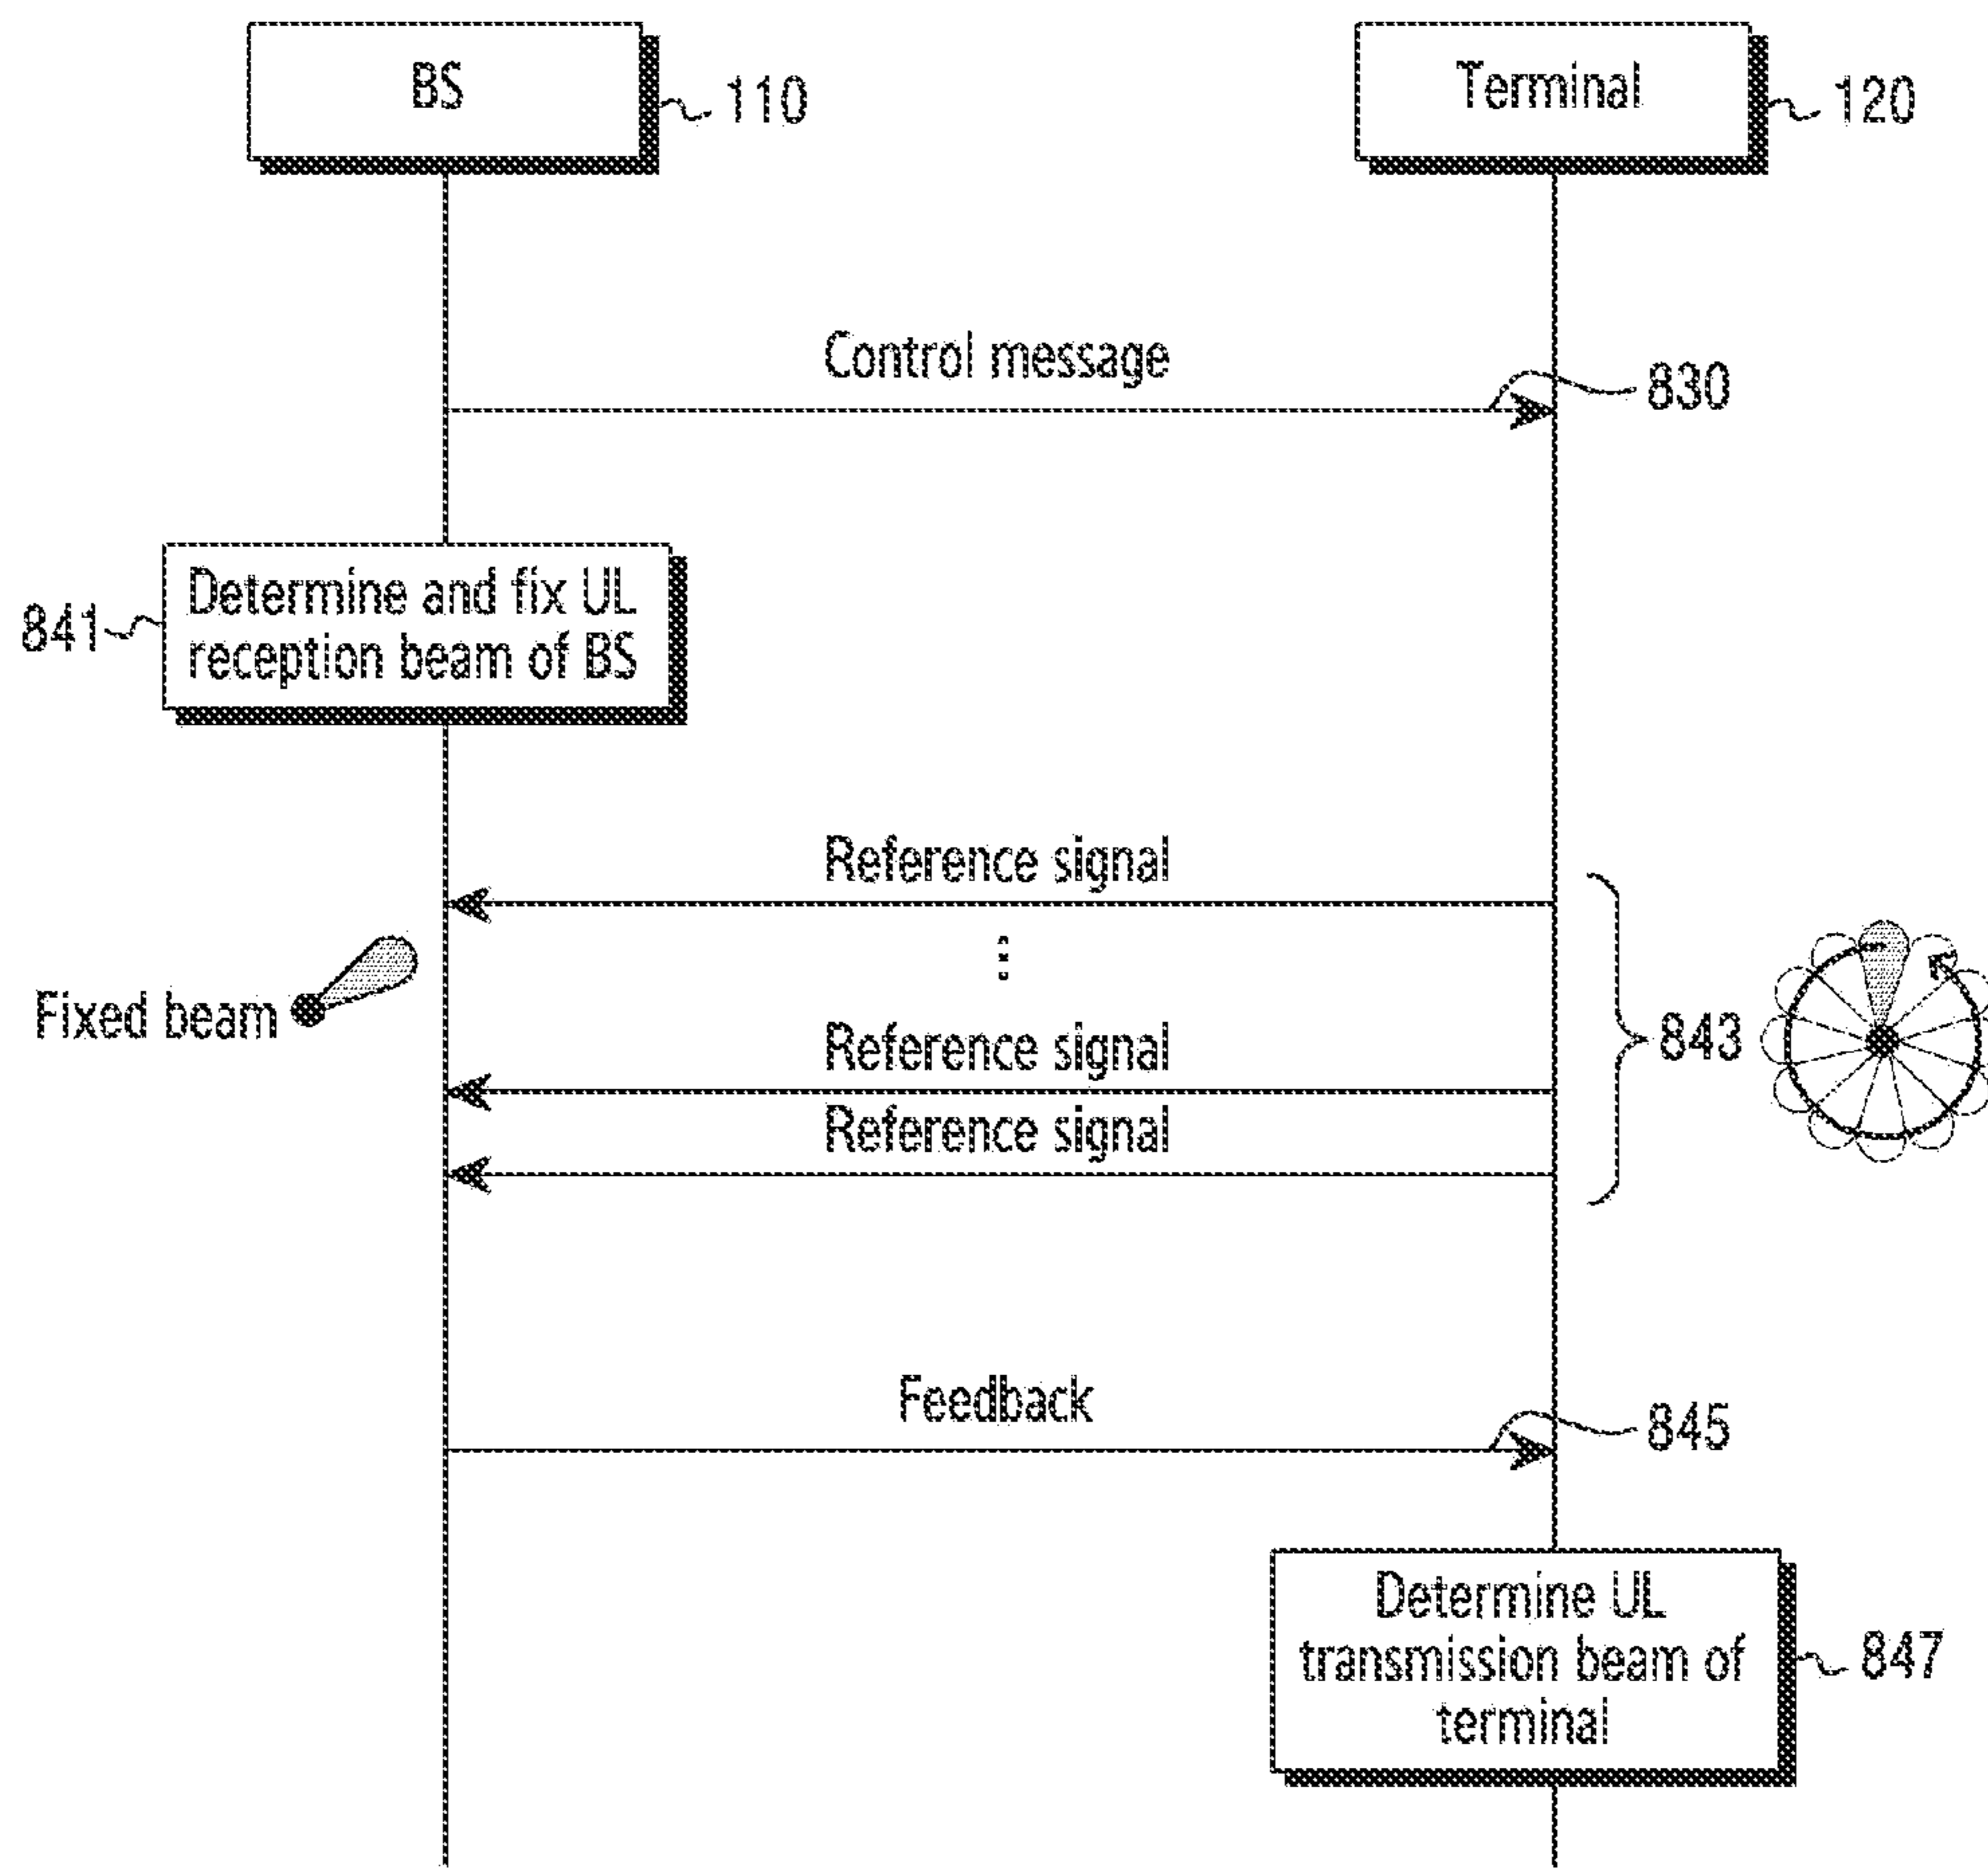 BS
110
Terminal
120
Control message
830
841
Determine and fix UL
reception beam of BS
Reference signal
Fixed beam
Reference signal
843
Reference signal
Feedback
845
Determine UL
transmission beam of
terminal
847